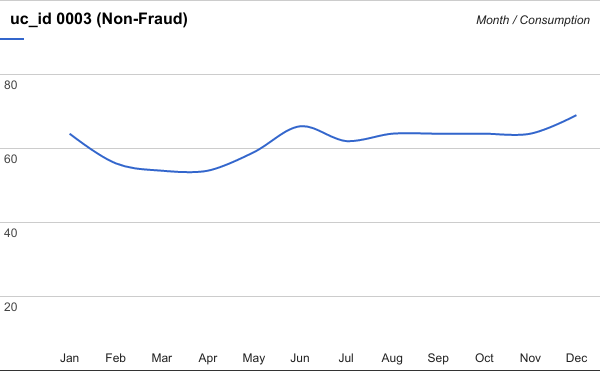 uc_id 0003 (Non-Fraud)
Month / Consumption
80
60
40
20
Jan Feb Mar Apr May Jun Jul Aug Sep Oct Nov Dec